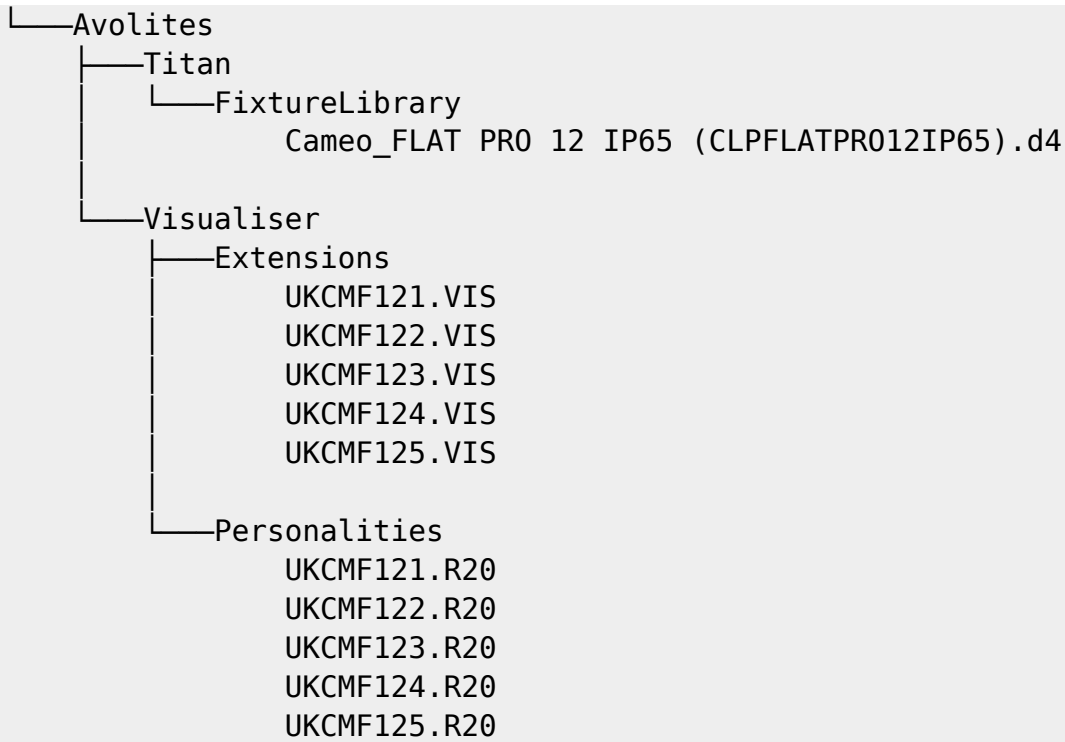 └───Avolites
    ├───Titan
    │   └───FixtureLibrary
    │           Cameo_FLAT PRO 12 IP65 (CLPFLATPRO12IP65).d4
    │
    └───Visualiser
        ├───Extensions
        │       UKCMF121.VIS
        │       UKCMF122.VIS
        │       UKCMF123.VIS
        │       UKCMF124.VIS
        │       UKCMF125.VIS
        │
        └───Personalities
                UKCMF121.R20
                UKCMF122.R20
                UKCMF123.R20
                UKCMF124.R20
                UKCMF125.R20